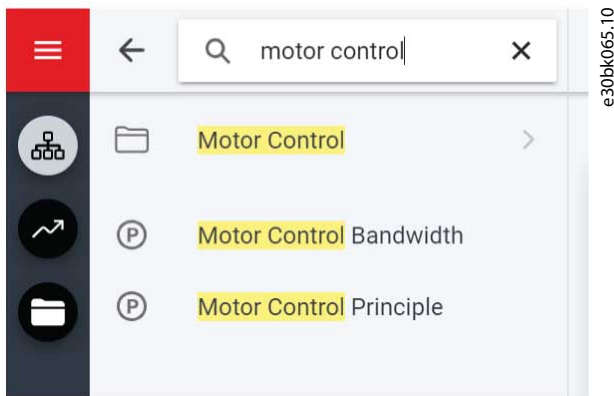 motor control
Motor Control
P Motor Control Bandwidth
P Motor Control Principle
e30bk065.10